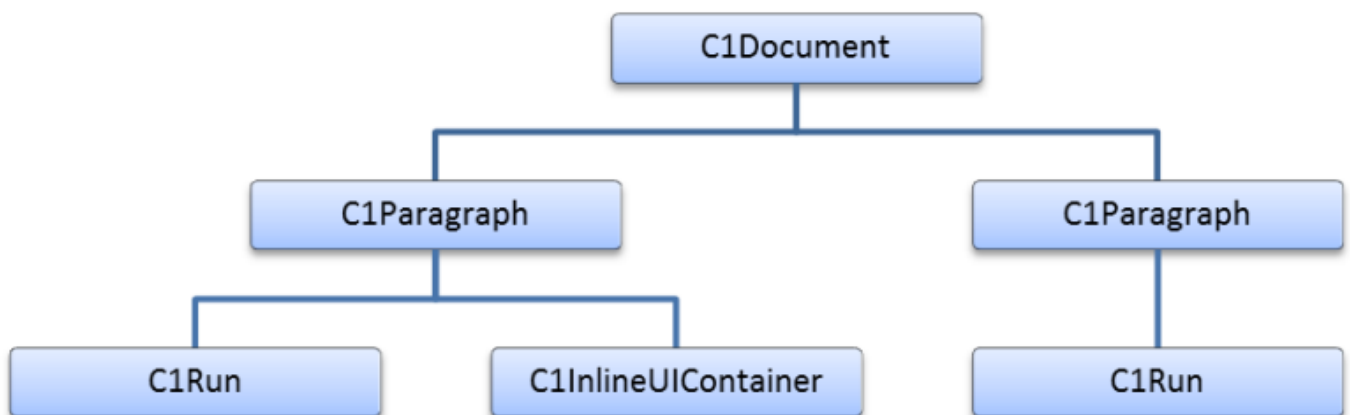 C1Document
C1Paragraph
C1Paragraph
C1Run
C1InlineUIContainer
C1Run